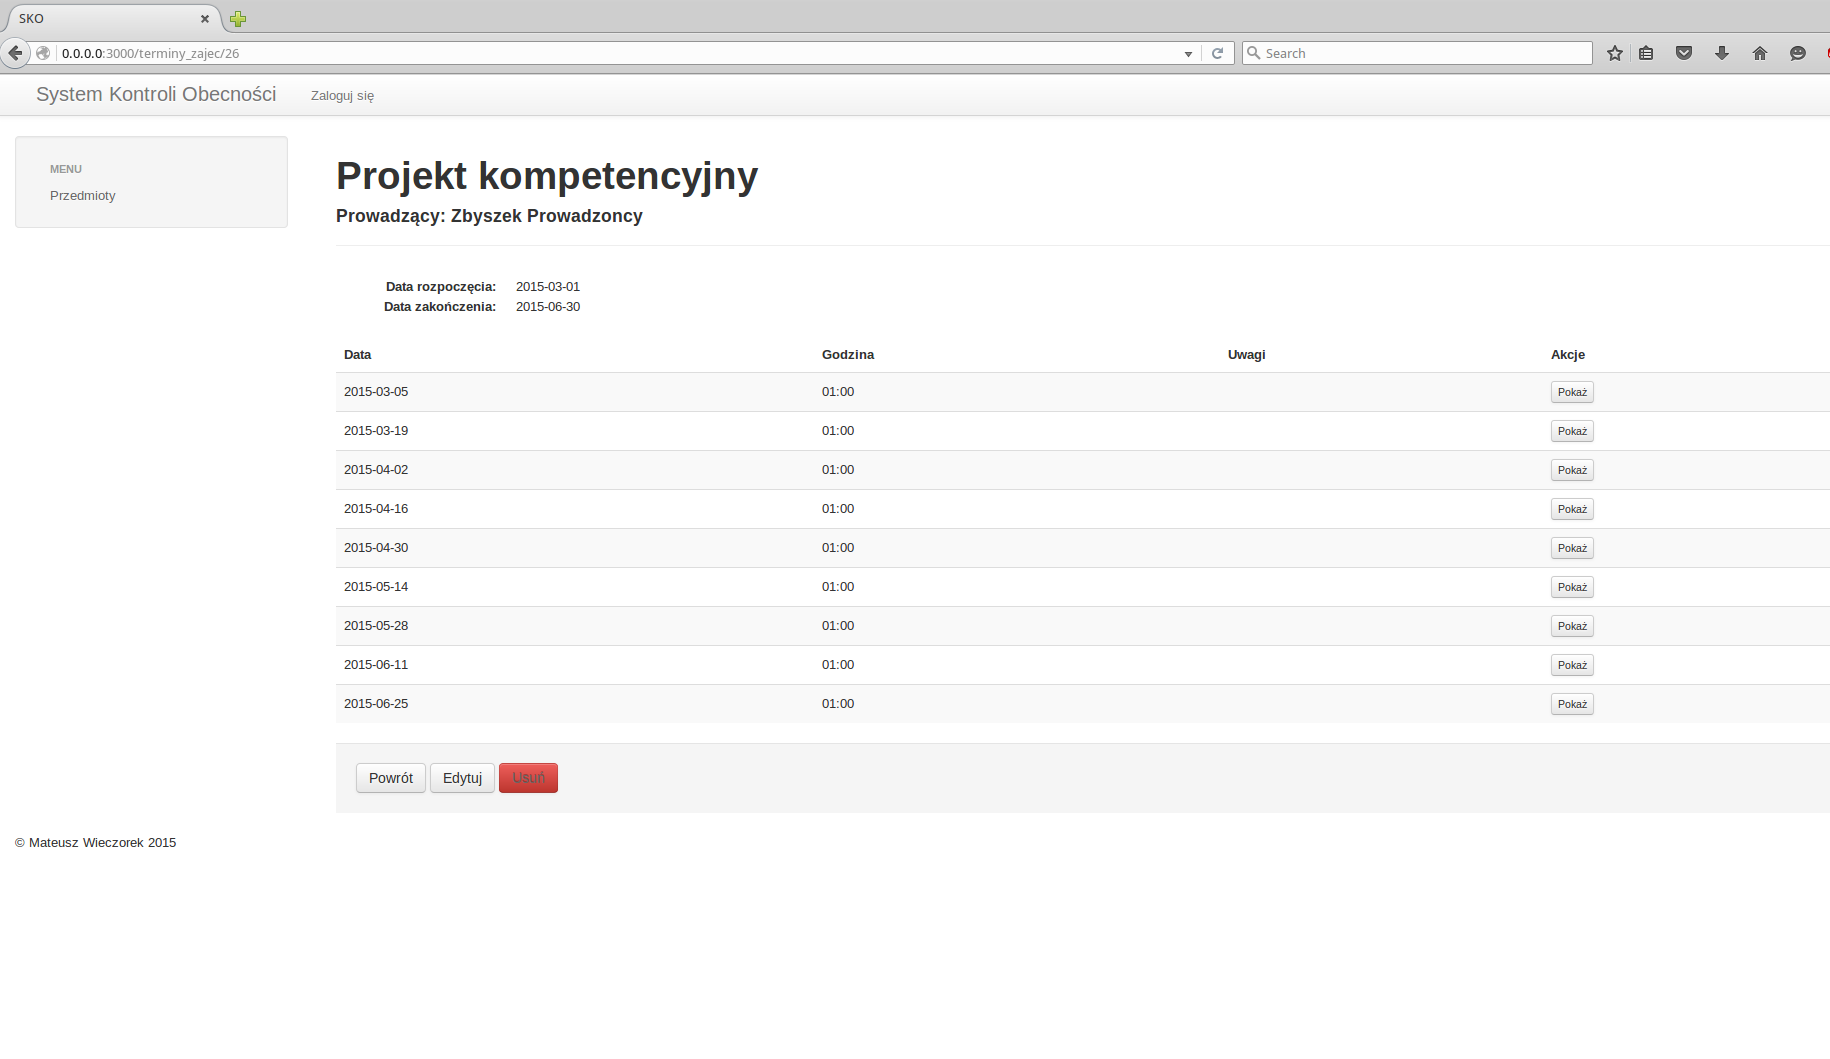 SKO
0.0.0.0:3000/terminy_zajec/26
Search
System Kontroli Obecności
Zaloguj się
MENU
Przedmioty
Projekt kompetencyjny
Prowadzący: Zbyszek Prowadzoncy
Data rozpoczęcia: 2015-03-01
Data zakończenia: 2015-06-30
Data Godzina Uwagi Akcje
2015-03-05 01:00 Pokaż
2015-03-19 01:00 Pokaż
2015-04-02 01:00 Pokaż
2015-04-16 01:00 Pokaż
2015-04-30 01:00 Pokaż
2015-05-14 01:00 Pokaż
2015-05-28 01:00 Pokaż
2015-06-11 01:00 Pokaż
2015-06-25 01:00 Pokaż
Powrót Edytuj Usuń
© Mateusz Wieczorek 2015